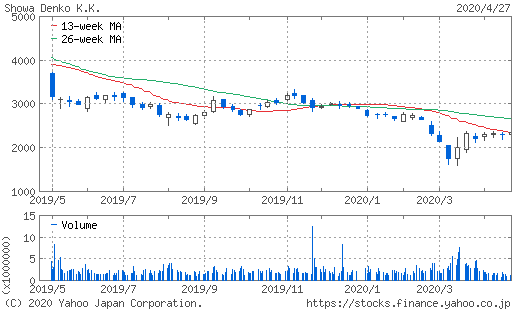 Showa Denko K.K. 2020/4/27
5000
13-week MA
26-week MA
4000
3000
2000
1000
2019/5 2019/7 2019/9 2019/11 2020/1 2020/3
15
Volume
10
5
0
(x1000000)
2019/5 2019/7 2019/9 2019/11 2020/1 2020/3
(C) 2020 Yahoo Japan Corporation. https://stocks.finance.yahoo.co.jp/